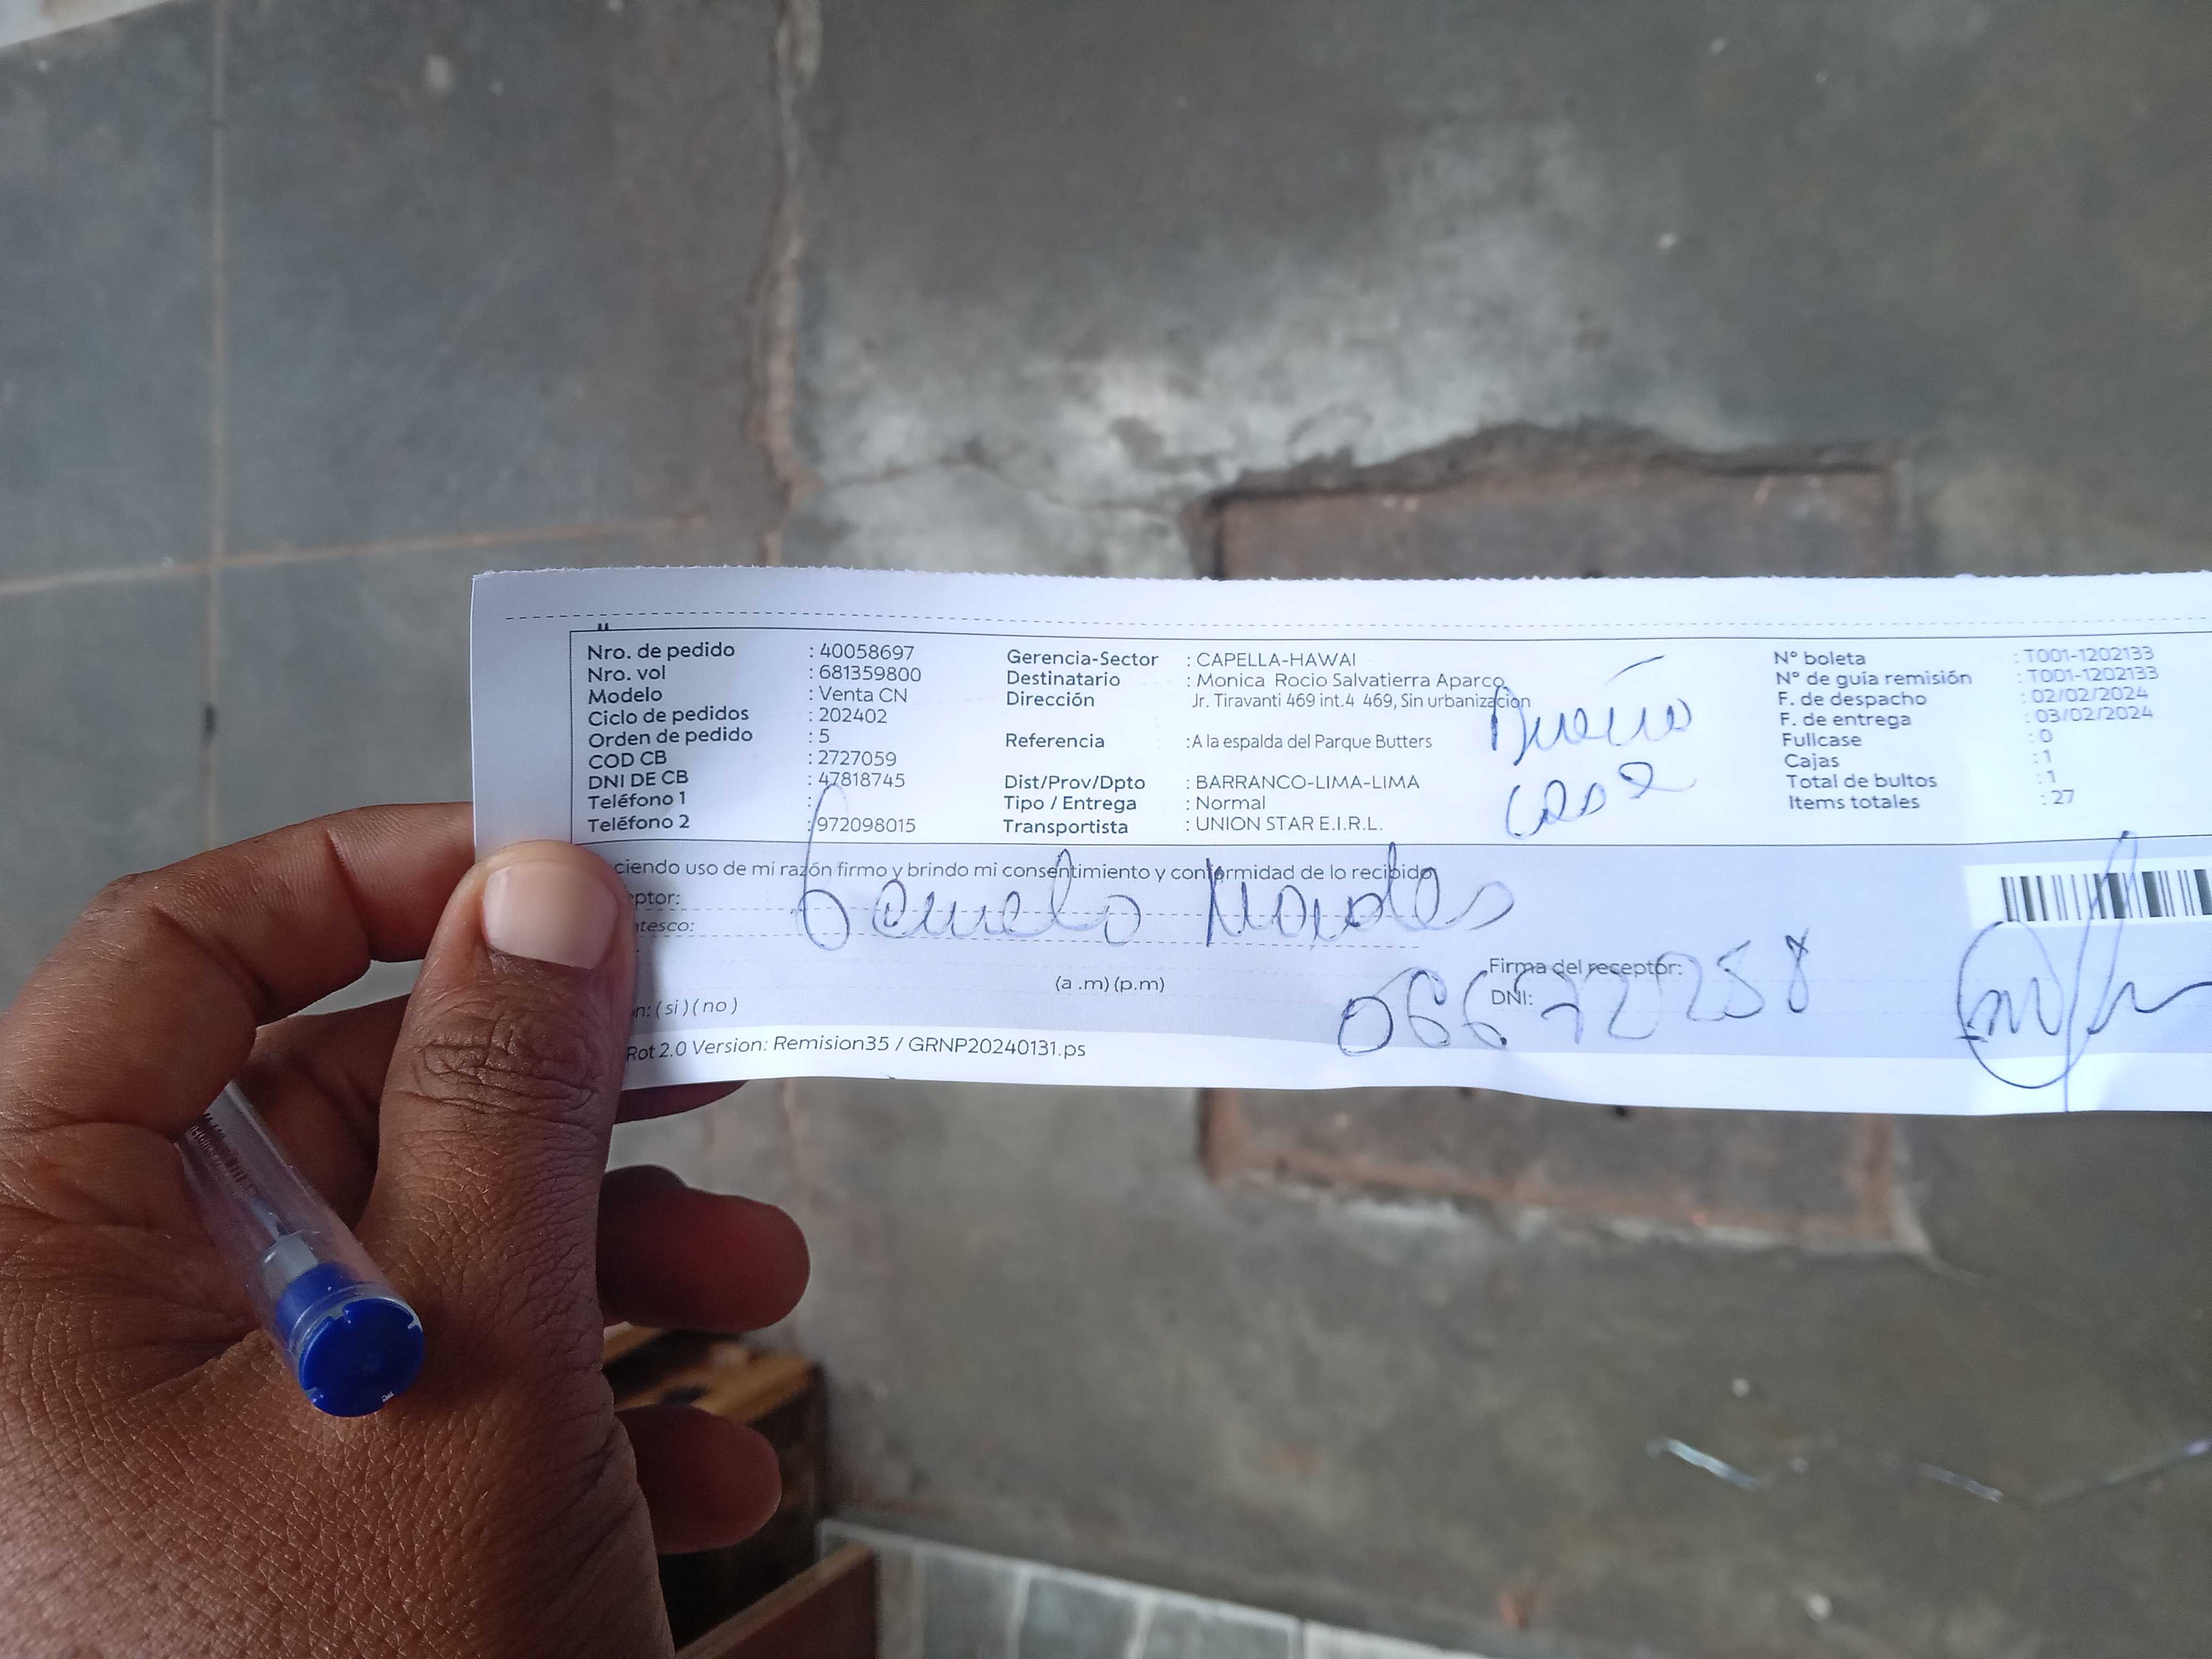 Nro. de pedido : 40058697
Nro. vol : 681359800
Modelo : Venta CN
Ciclo de pedidos : 202402
Orden de pedido : 5
COD CB : 2727059
DNI DE CB : 47818745
Teléfono 1 :
Teléfono 2 : 972098015
Gerencia-Sector : CAPELLA-HAWAI
Destinatario : Monica Rocio Salvatierra Aparco
Dirección Jr. Tiravanti 469 int.4 469, Sin urbanización
Referencia :A la espalda del Parque Butters
Dist/Prov/Dpto : BARRANCO-LIMA-LIMA
Tipo / Entrega : Normal
Transportista : UNION STAR E.I.R.L.
Dueño
casa
N° boleta : T001-1202133
N° de guía remisión : T001-1202133
F. de despacho : 02/02/2024
F. de entrega : 03/02/2024
Fullcase : 0
Cajas : 1
Total de bultos : 1
Items totales : 27
ciendo uso de mi razón firmo y brindo mi consentimiento y conformidad de lo recibido
eptor:
ntesco:
(a .m) (p.m)
n: ( si ) ( no )
Firma del receptor:
DNI: 06672258
Rot 2.0 Version: Remision35 / GRNP20240131.ps